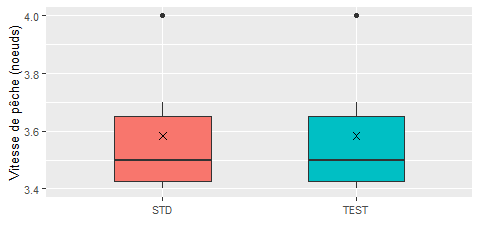 Vitesse de pêche (noeuds)
4.0
3.8
3.6
3.4
STD
TEST